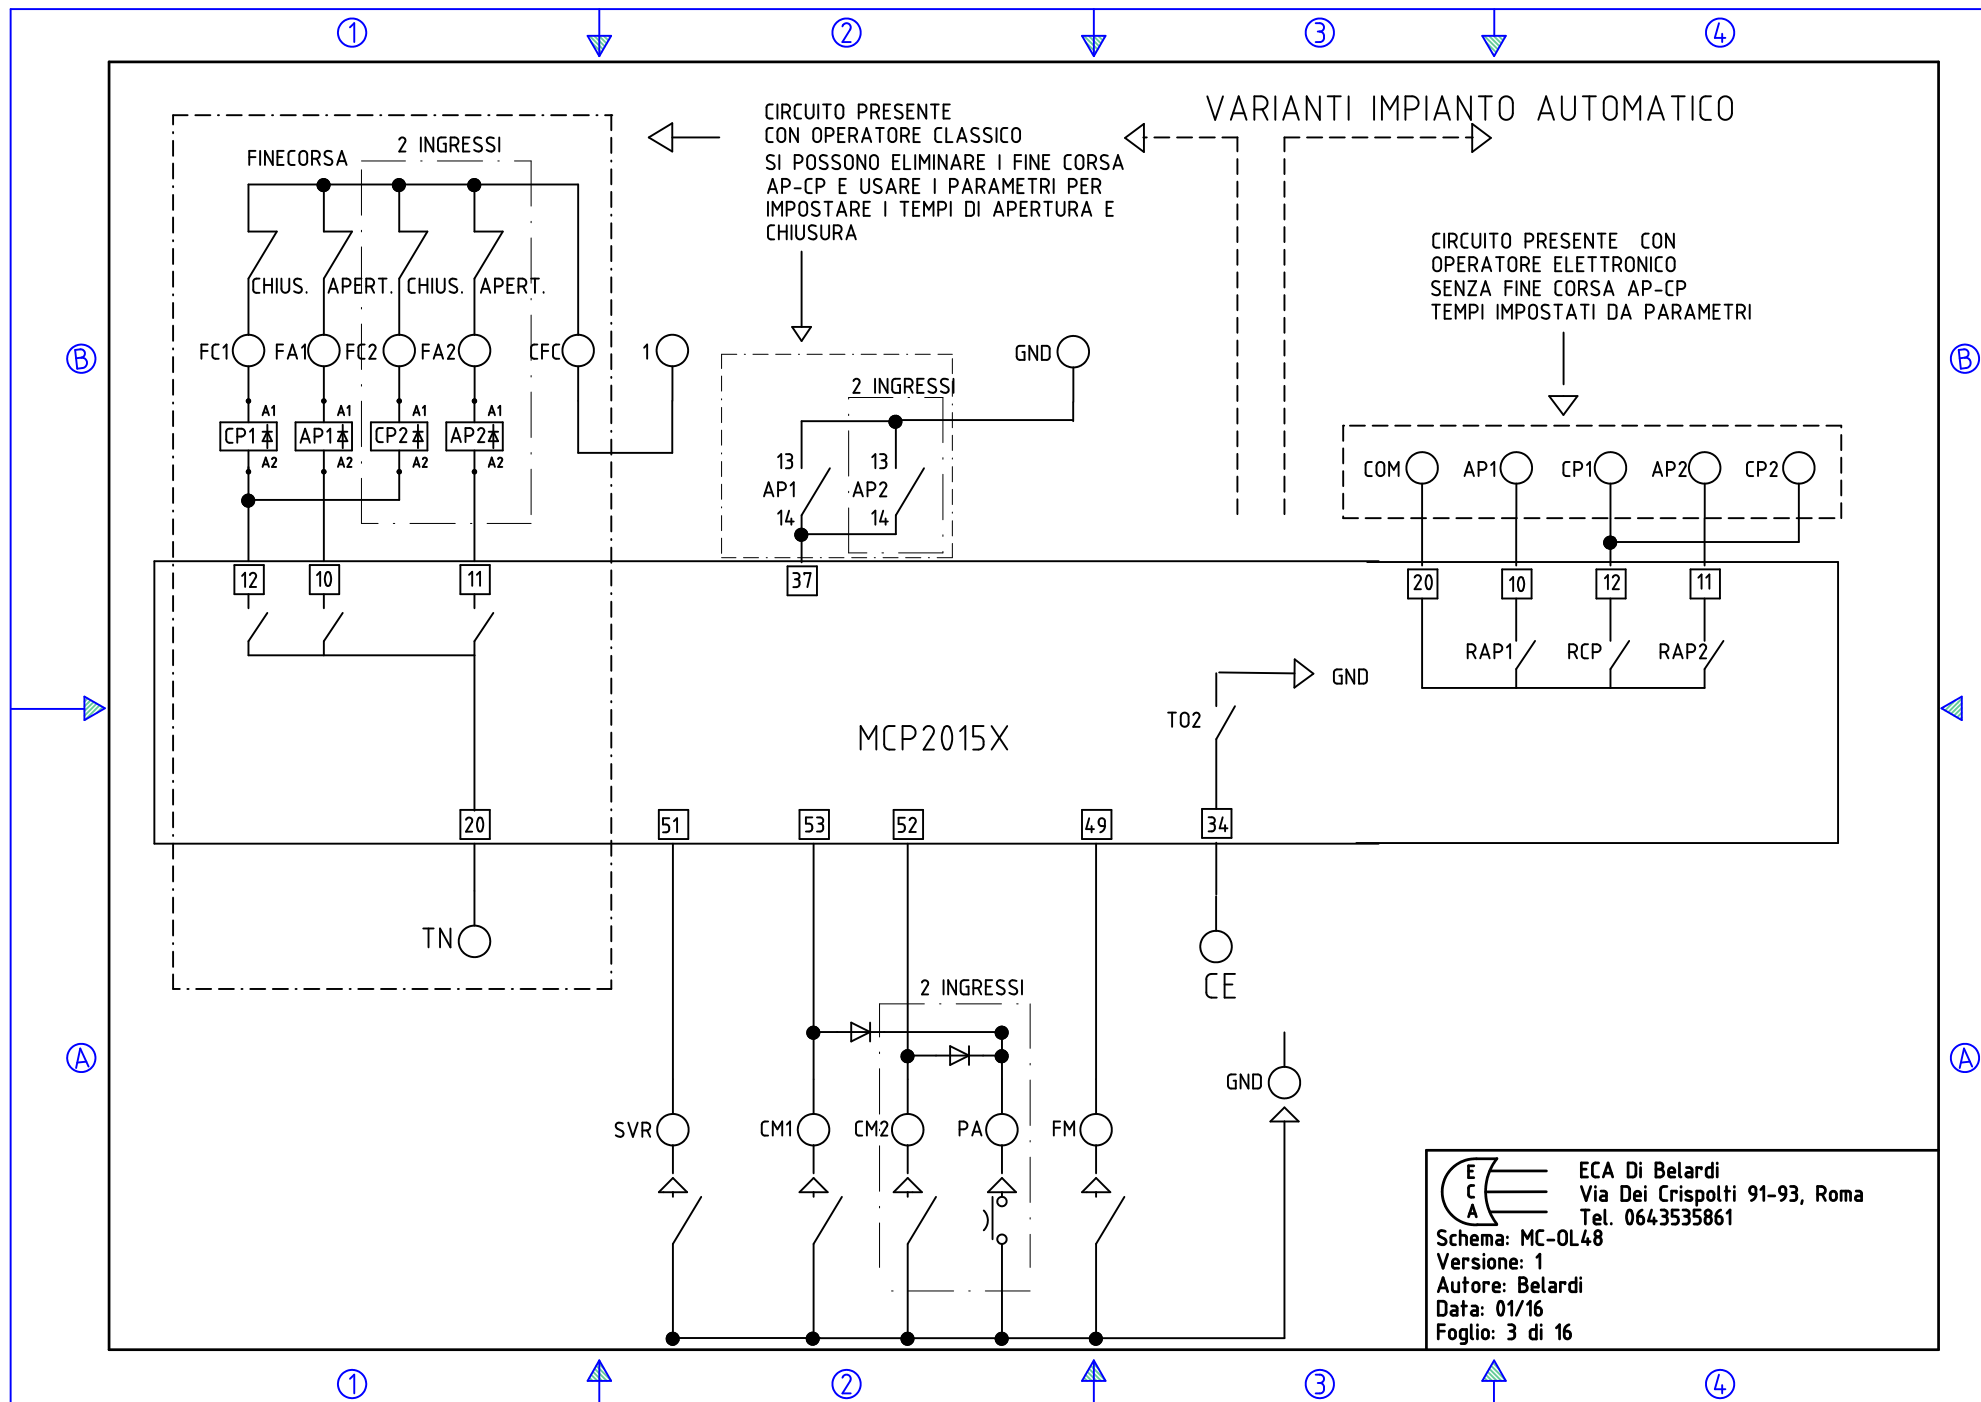 1 2 3 4
VARIANTI IMPIANTO AUTOMATICO
CIRCUITO PRESENTE
CON OPERATORE CLASSICO
SI POSSONO ELIMINARE I FINE CORSA
AP-CP E USARE I PARAMETRI PER
IMPOSTARE I TEMPI DI APERTURA E
CHIUSURA
2 INGRESSI
FINECORSA
CIRCUITO PRESENTE CON
OPERATORE ELETTRONICO
SENZA FINE CORSA AP-CP
TEMPI IMPOSTATI DA PARAMETRI
CHIUS. APERT. CHIUS. APERT.
B FC1 FA1 FC2 FA2 CFC 1 GND B
2 INGRESSI
A1 A1 A1 A1
CP1 AP1 CP2 AP2
A2 A2 A2 A2
13 13
AP1 AP2
14 14
COM AP1 CP1 AP2 CP2
12 10 11 37 20 10 12 11
RAP1 RCP RAP2
GND
TO2
MCP2015X
20 51 53 52 49 34
TN
CE
2 INGRESSI
A A
GND
SVR CM1 CM2 PA FM
E
C
A
ECA Di Belardi
Via Dei Crispolti 91-93, Roma
Tel. 0643535861
Schema: MC-OL48
Versione: 1
Autore: Belardi
Data: 01/16
Foglio: 3 di 16
1 2 3 4